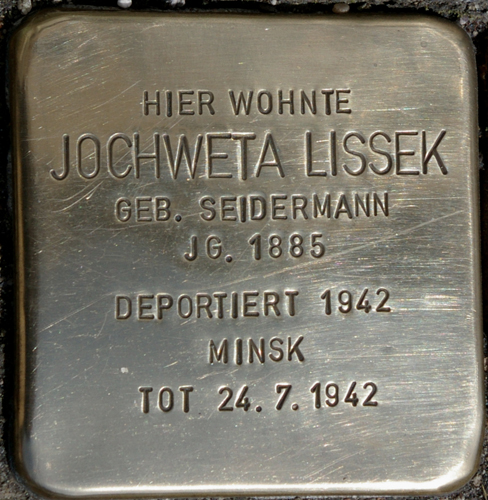 HIER WOHNTE
JOCHWETA LISSEK
GEB. SEIDERMANN
JG. 1885
DEPORTIERT 1942
MINSK
TOT 24.7.1942